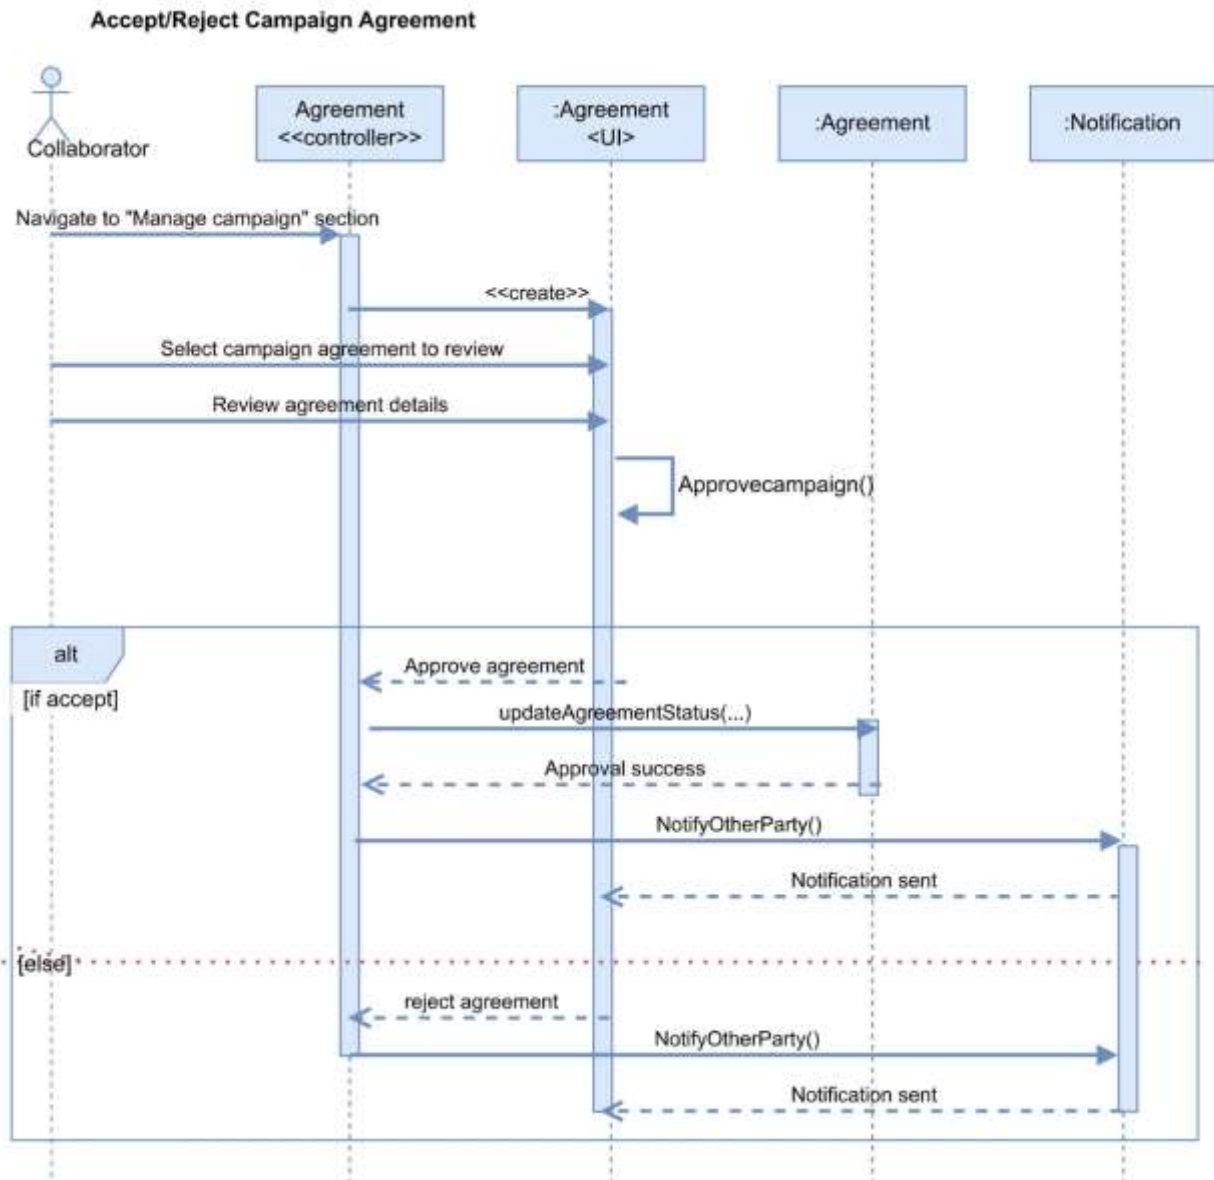 Accept/Reject Campaign Agreement
Collaborator
Agreement
<<controller>>
:Agreement
<UI>
:Agreement
:Notification
Navigate to "Manage campaign" section
<<create>>
Select campaign agreement to review
Review agreement details
Approvecampaign()
alt
[if accept]
Approve agreement
updateAgreementStatus(...)
Approval success
NotifyOtherParty()
Notification sent
[else]
reject agreement
NotifyOtherParty()
Notification sent